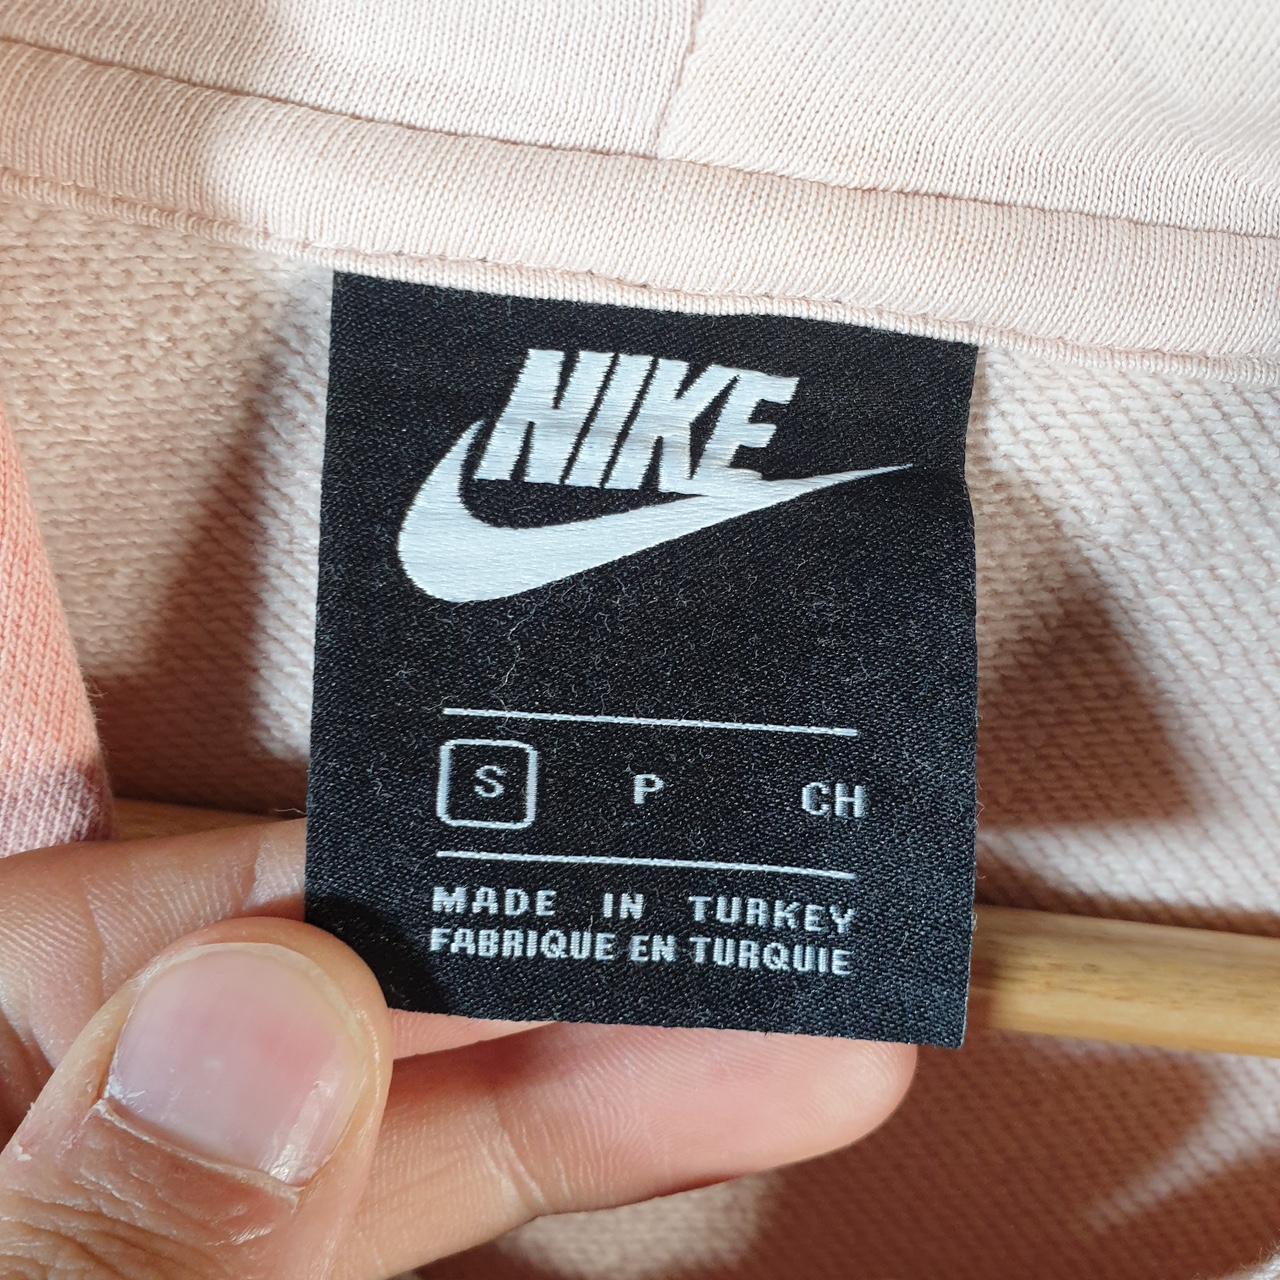 NIKE
S P CH
MADE IN TURKEY
FABRIQUE EN TURQUIE